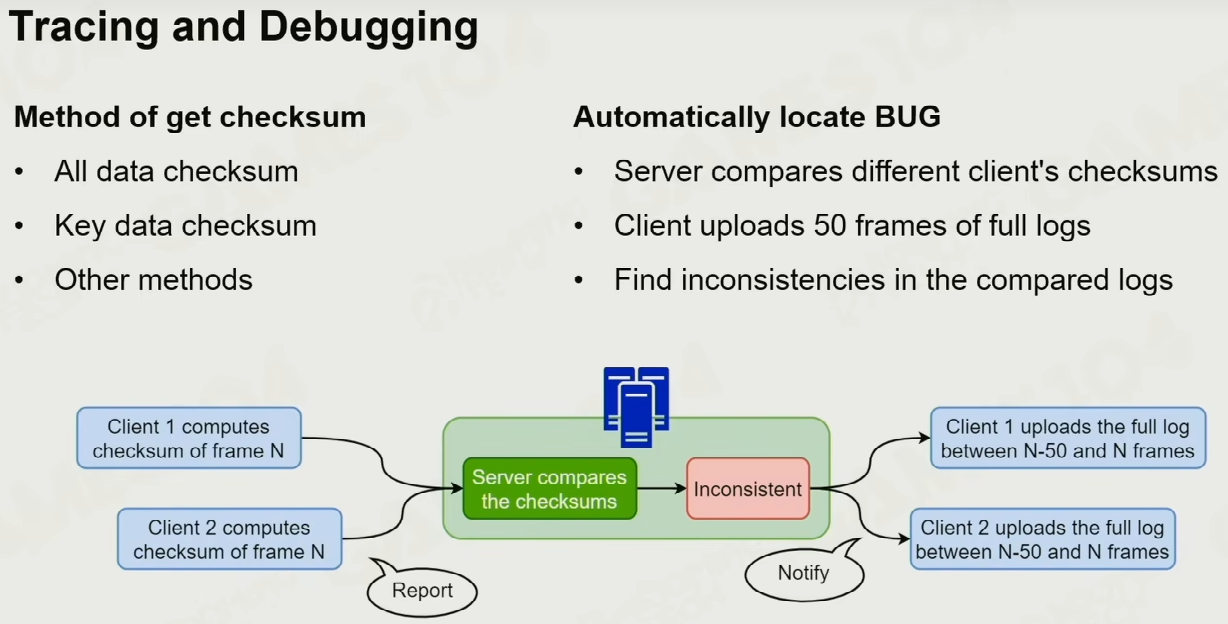 Tracing and Debugging
Method of get checksum
• All data checksum
• Key data checksum
• Other methods
Automatically locate BUG
• Server compares different client's checksums
• Client uploads 50 frames of full logs
• Find inconsistencies in the compared logs
Client 1 computes
checksum of frame N
Client 2 computes
checksum of frame N
Report
Server compares
the checksums
Inconsistent
Notify
Client 1 uploads the full log
between N-50 and N frames
Client 2 uploads the full log
between N-50 and N frames